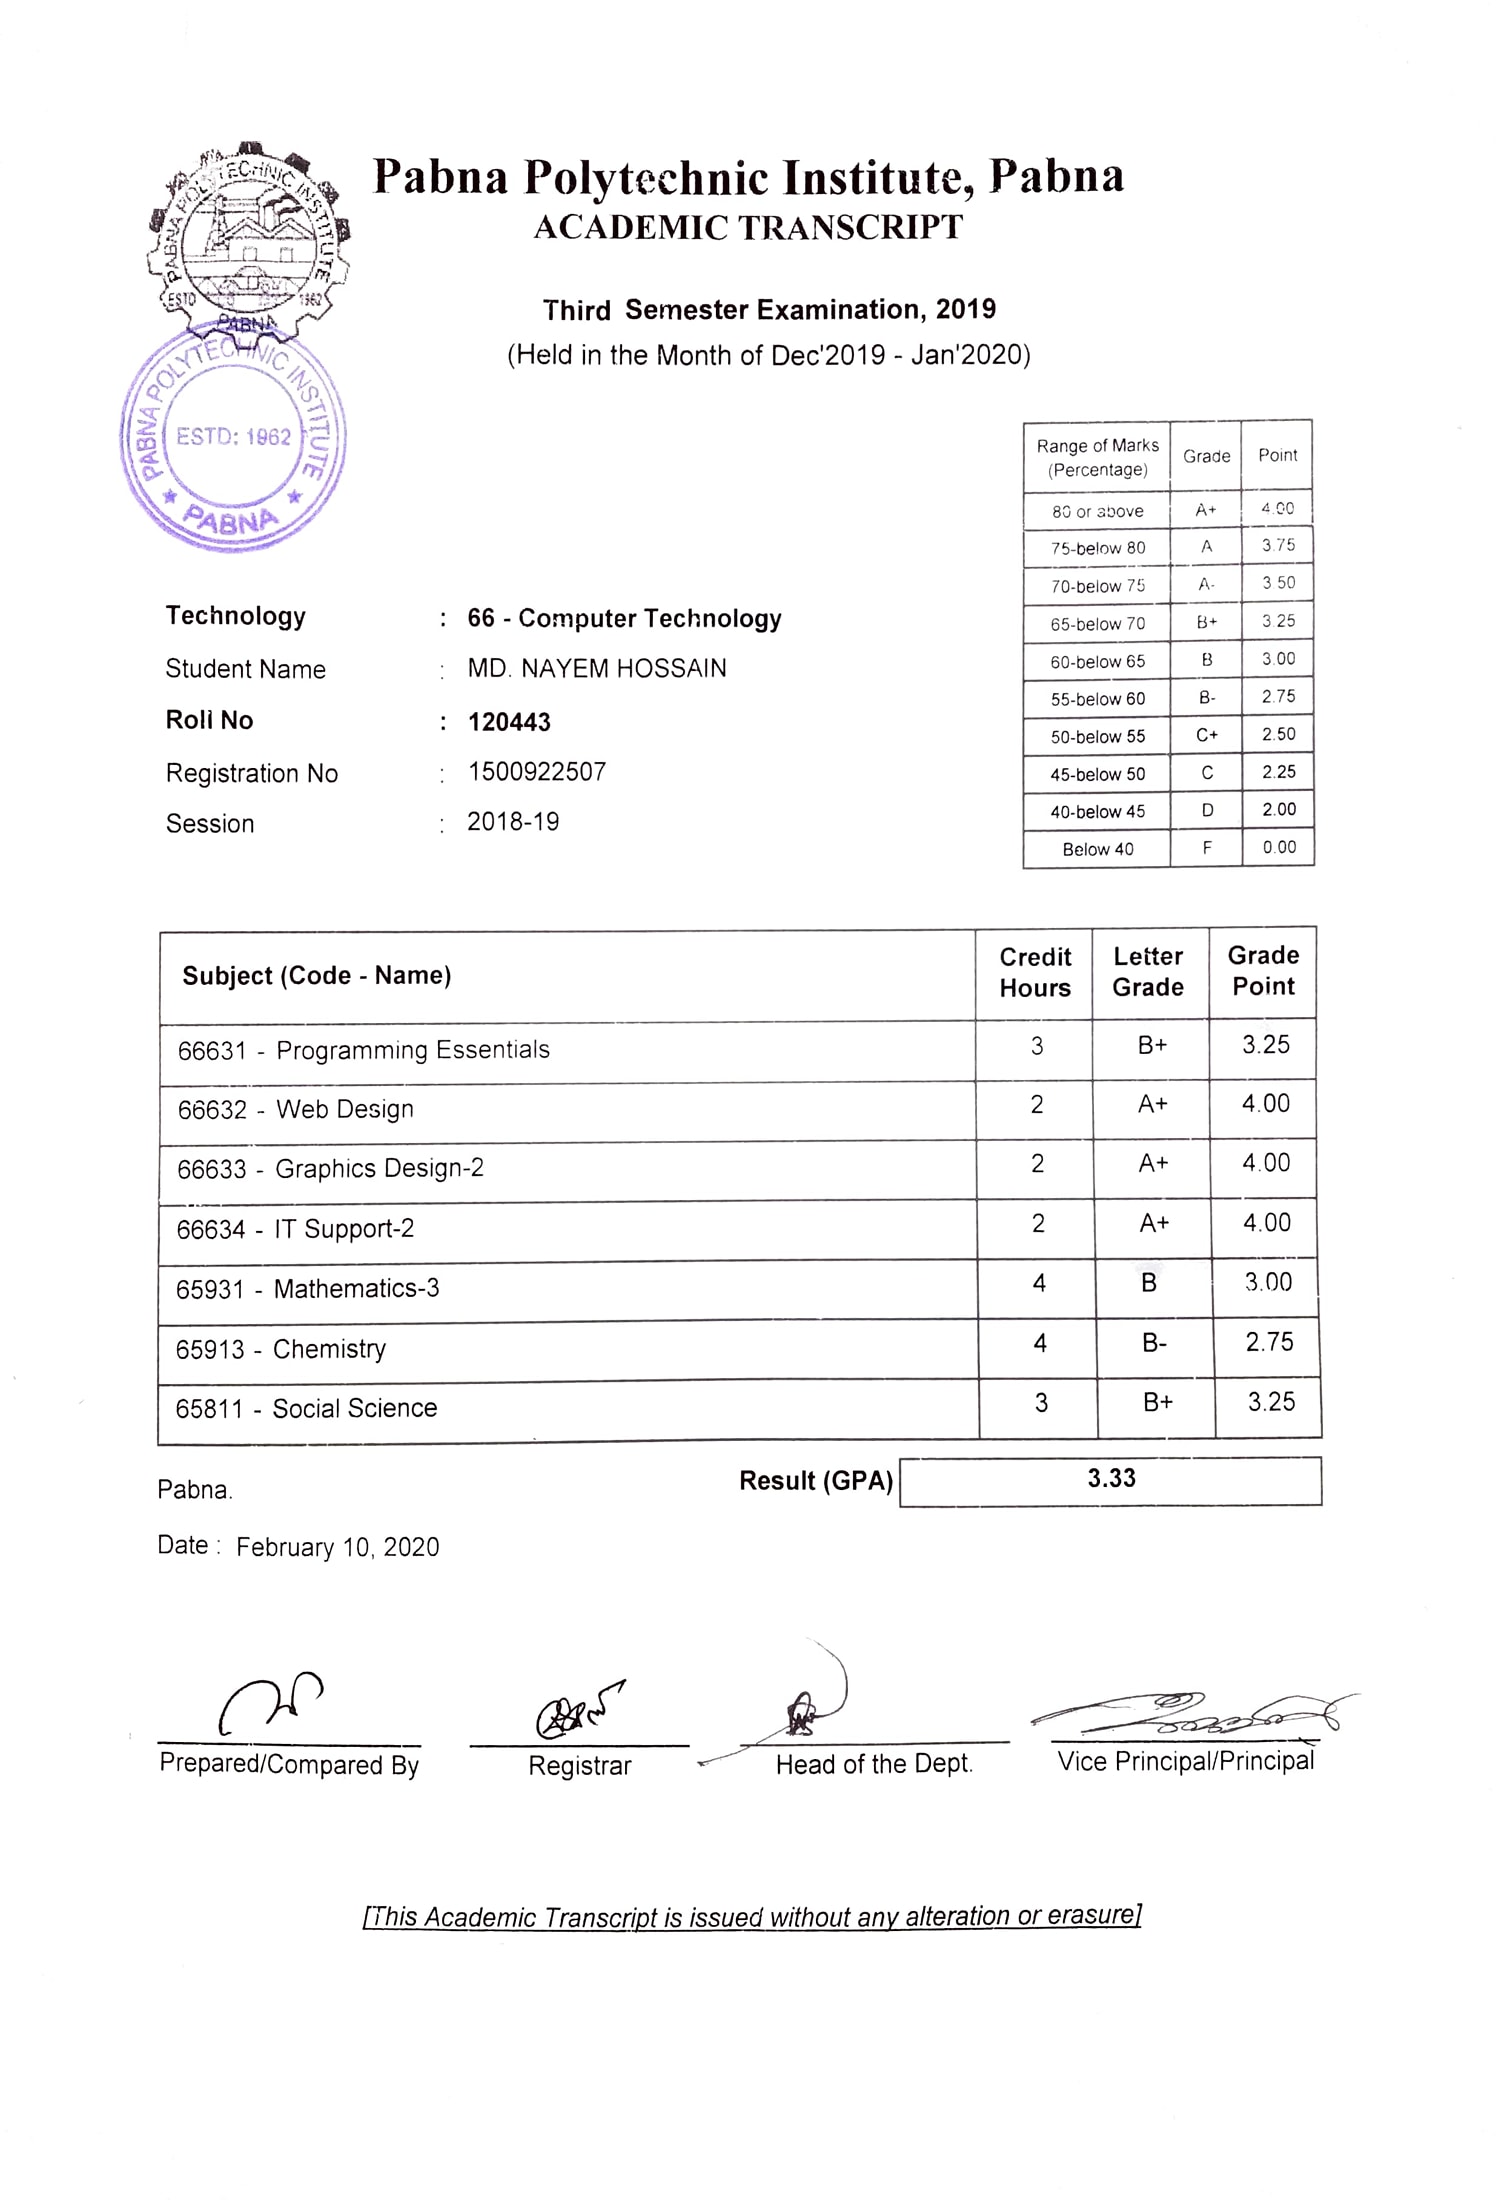 PABNA POLYTECHNIC INSTITUTE
ESTD 1962
PABNA
Pabna Polytechnic Institute, Pabna
ACADEMIC TRANSCRIPT
Third Semester Examination, 2019
(Held in the Month of Dec'2019 - Jan'2020)
PABNA POLYTECHNIC INSTITUTE
ESTD: 1962
★ PABNA ★
Range of Marks (Percentage) Grade Point
80 or above A+ 4.00
75-below 80 A 3.75
70-below 75 A- 3.50
65-below 70 B+ 3.25
60-below 65 B 3.00
55-below 60 B- 2.75
50-below 55 C+ 2.50
45-below 50 C 2.25
40-below 45 D 2.00
Below 40 F 0.00
Technology : 66 - Computer Technology
Student Name : MD. NAYEM HOSSAIN
Roll No : 120443
Registration No : 1500922507
Session : 2018-19
Subject (Code - Name) Credit Hours Letter Grade Grade Point
66631 - Programming Essentials 3 B+ 3.25
66632 - Web Design 2 A+ 4.00
66633 - Graphics Design-2 2 A+ 4.00
66634 - IT Support-2 2 A+ 4.00
65931 - Mathematics-3 4 B 3.00
65913 - Chemistry 4 B- 2.75
65811 - Social Science 3 B+ 3.25
Result (GPA) 3.33
Pabna.
Date : February 10, 2020
Prepared/Compared By Registrar Head of the Dept. Vice Principal/Principal
[This Academic Transcript is issued without any alteration or erasure]